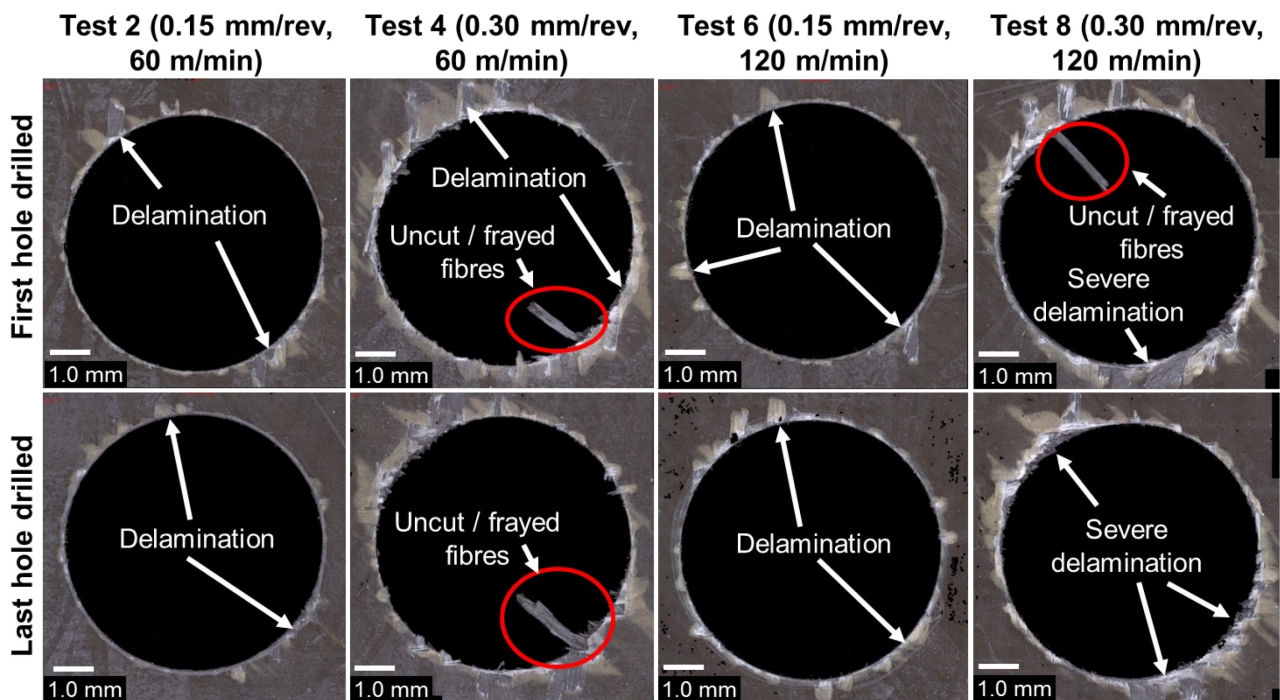 Test 2 (0.15 mm/rev,
60 m/min)
Test 4 (0.30 mm/rev,
60 m/min)
Test 6 (0.15 mm/rev,
120 m/min)
Test 8 (0.30 mm/rev,
120 m/min)
First hole drilled
Delamination
1.0 mm
Delamination
Uncut / frayed
fibres
1.0 mm
Delamination
1.0 mm
Uncut / frayed
fibres
Severe
delamination
1.0 mm
Last hole drilled
Delamination
1.0 mm
Uncut / frayed
fibres
1.0 mm
Delamination
1.0 mm
Severe
delamination
1.0 mm